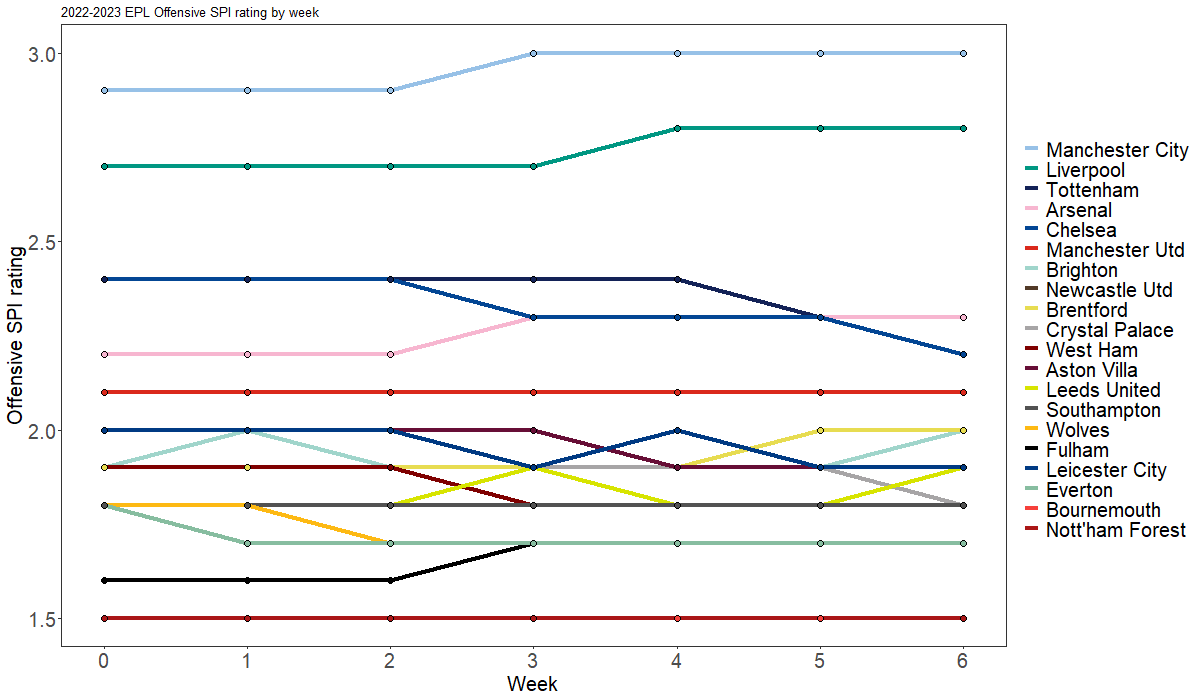 2022-2023 EPL Offensive SPI rating by week
3.0
2.5
2.0
1.5
Offensive SPI rating
0 1 2 3 4 5 6
Week
Manchester City
Liverpool
Tottenham
Arsenal
Chelsea
Manchester Utd
Brighton
Newcastle Utd
Brentford
Crystal Palace
West Ham
Aston Villa
Leeds United
Southampton
Wolves
Fulham
Leicester City
Everton
Bournemouth
Nott'ham Forest